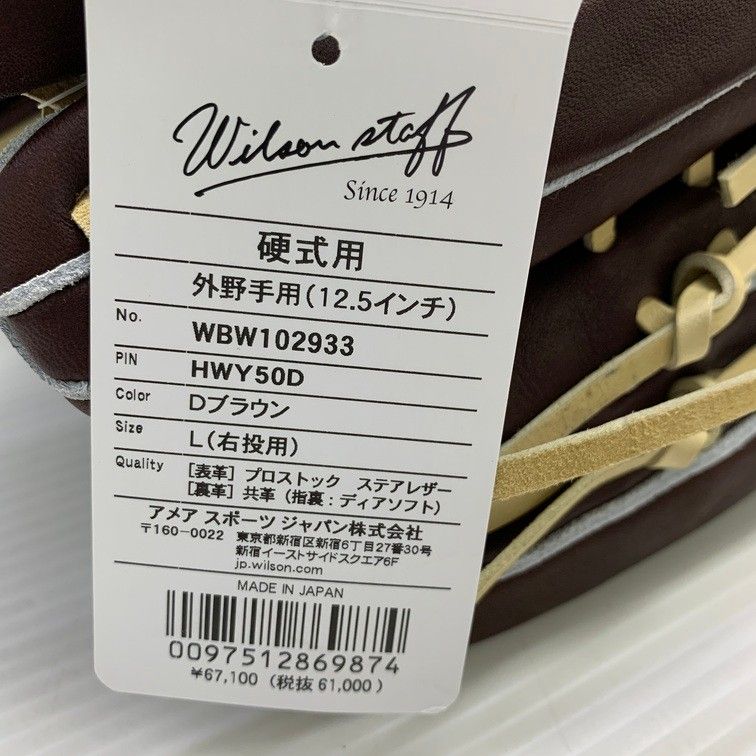 Wilson staff
Since 1914
硬式用
外野手用(12.5インチ)
No. WBW102933
PIN HWY50D
Color Dブラウン
Size L(右投用)
Quality [表革] プロストック ステアレザー
[裏革] 共革 (指裏:ディアソフト)
アメア スポーツ ジャパン株式会社
〒160-0022 東京都新宿区新宿6丁目27番30号
新宿イーストサイドスクエア6F
jp.wilson.com
MADE IN JAPAN
0097512869874
¥67,100 (税抜 61,000)